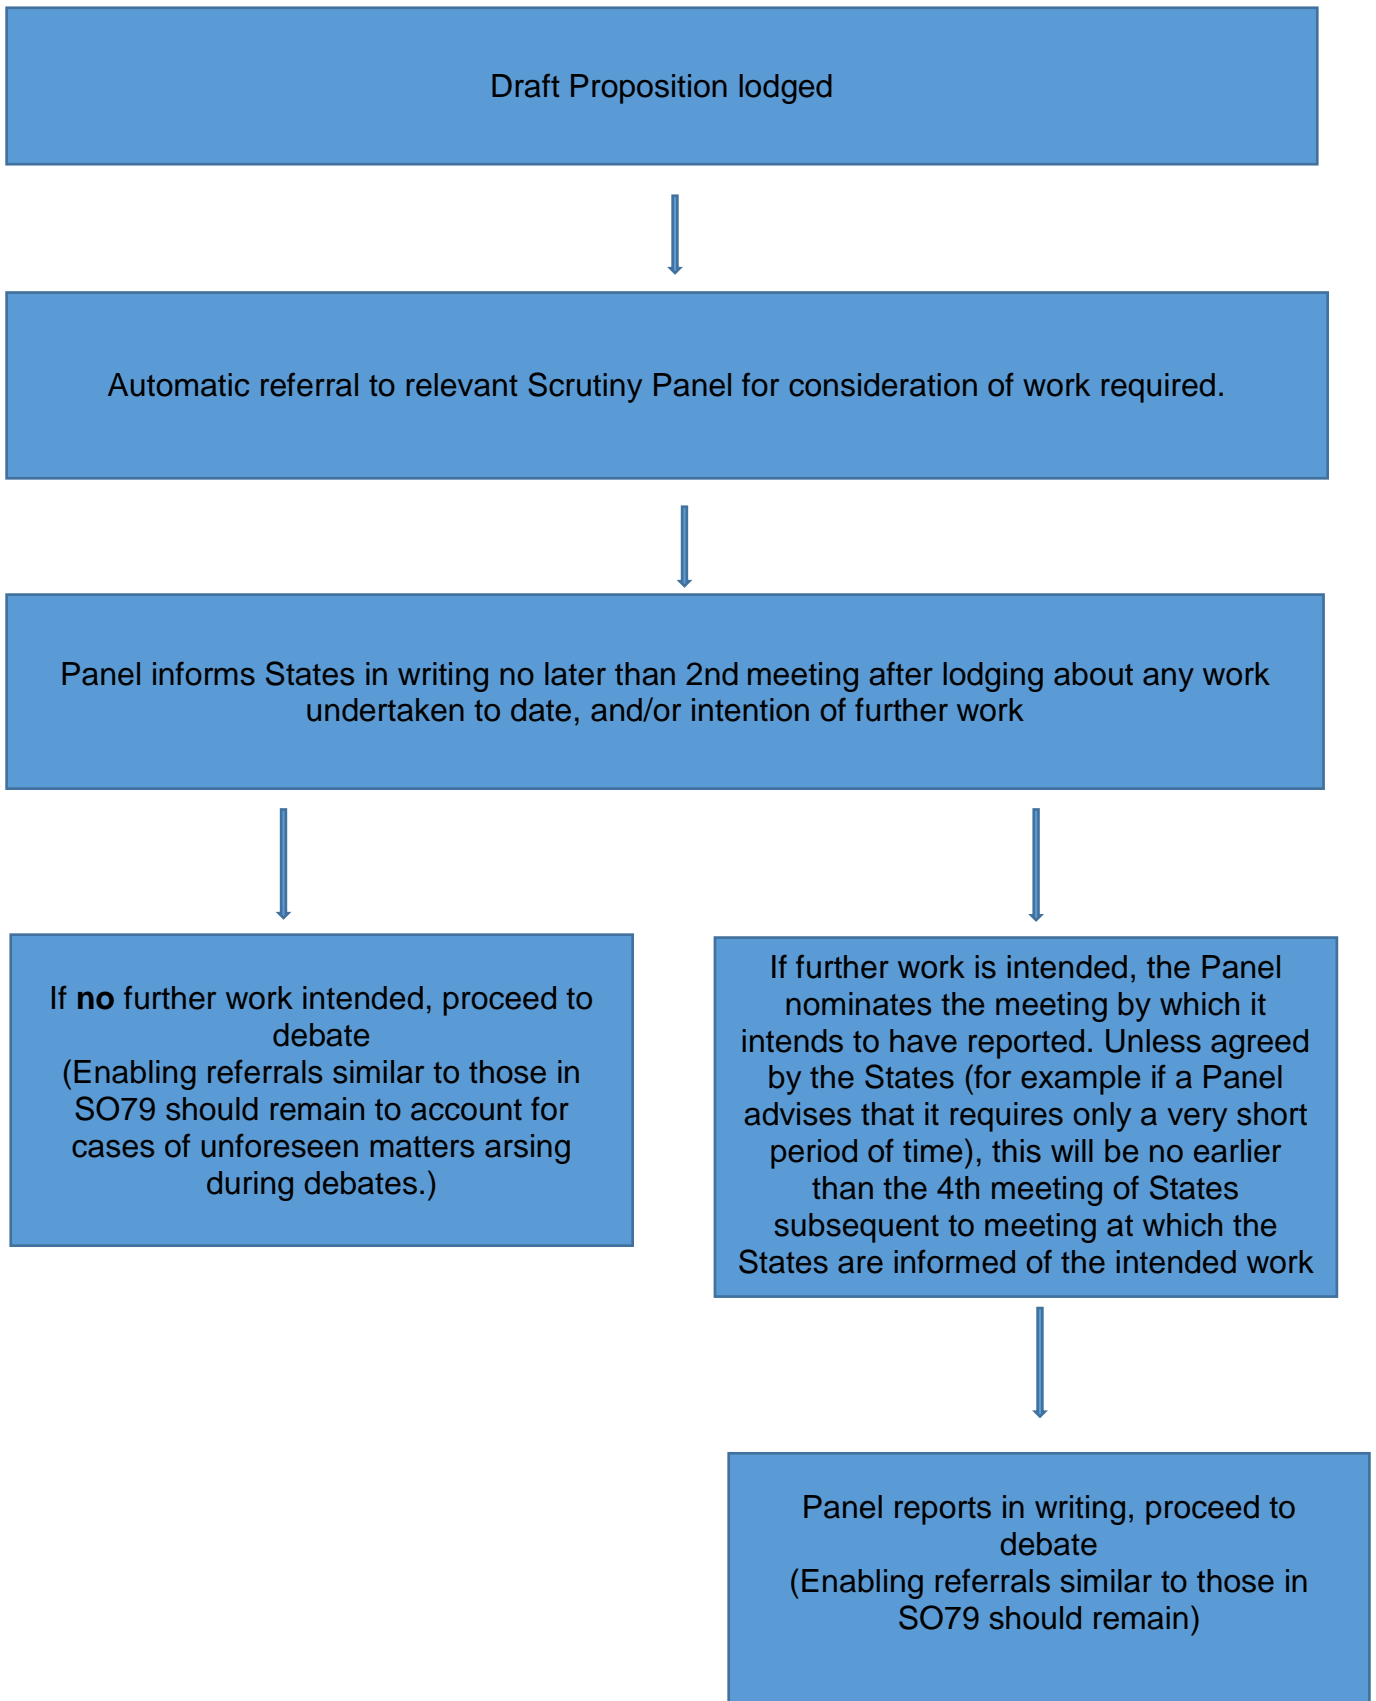 Draft Proposition lodged
Automatic referral to relevant Scrutiny Panel for consideration of work required.
Panel informs States in writing no later than 2nd meeting after lodging about any work
undertaken to date, and/or intention of further work
If no further work intended, proceed to
debate
(Enabling referrals similar to those in
SO79 should remain to account for
cases of unforeseen matters arsing
during debates.)
If further work is intended, the Panel
nominates the meeting by which it
intends to have reported. Unless agreed
by the States (for example if a Panel
advises that it requires only a very short
period of time), this will be no earlier
than the 4th meeting of States
subsequent to meeting at which the
States are informed of the intended work
Panel reports in writing, proceed to
debate
(Enabling referrals similar to those in
SO79 should remain)